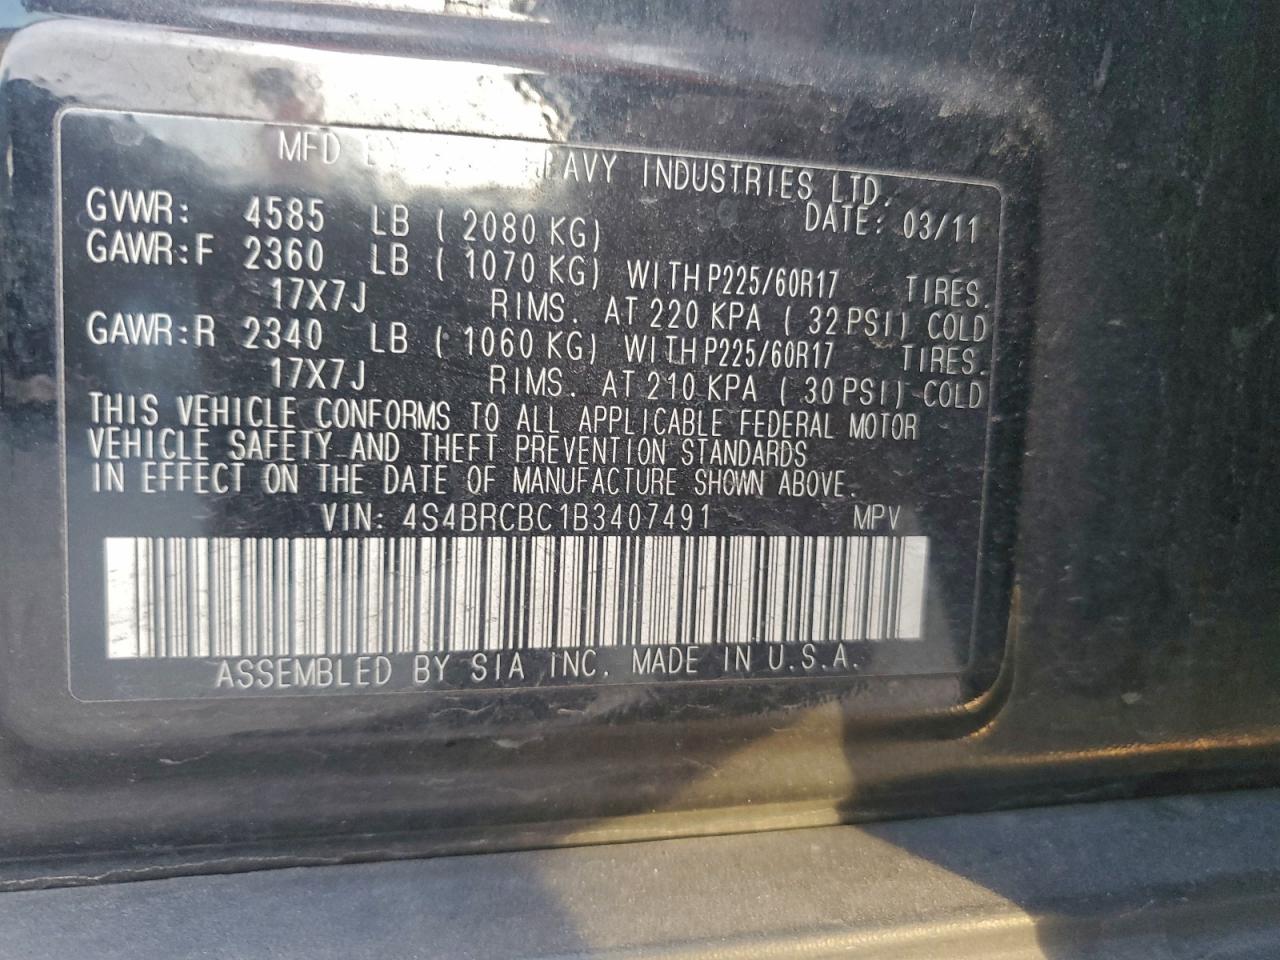 MFD INDUSTRIES LTD.
DATE: 03/11
GVWR: 4585 LB ( 2080 KG)
GAWR:F 2360 LB ( 1070 KG) WITH P225/60R17 TIRES.
17X7J RIMS. AT 220 KPA ( 32 PSI) COLD
GAWR:R 2340 LB ( 1060 KG) WITH P225/60R17 TIRES.
17X7J RIMS. AT 210 KPA ( 30 PSI) COLD
THIS VEHICLE CONFORMS TO ALL APPLICABLE FEDERAL MOTOR
VEHICLE SAFETY AND THEFT PREVENTION STANDARDS
IN EFFECT ON THE DATE OF MANUFACTURE SHOWN ABOVE.
VIN: 4S4BRCBC1B3407491 MPV
ASSEMBLED BY SIA INC. MADE IN U.S.A.